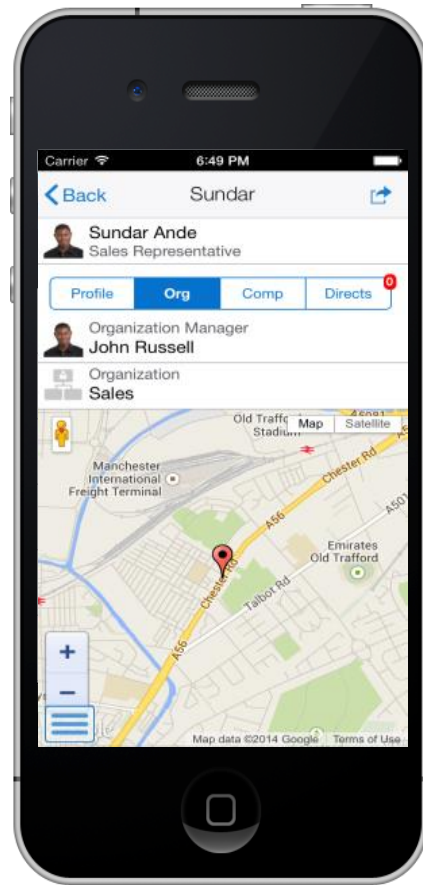 Carrier 6:49 PM
Back Sundar
Sundar Ande
Sales Representative
Profile Org Comp Directs 0
Organization Manager
John Russell
Organization
Sales
Old Traffo
Stadium
Map Satellite
Manchester
International
Freight Terminal
Chester Rd
A56
A501
Emirates
Old Trafford
Chester Rd
Talbot Rd
A56
+
−
Map data ©2014 Google Terms of Use